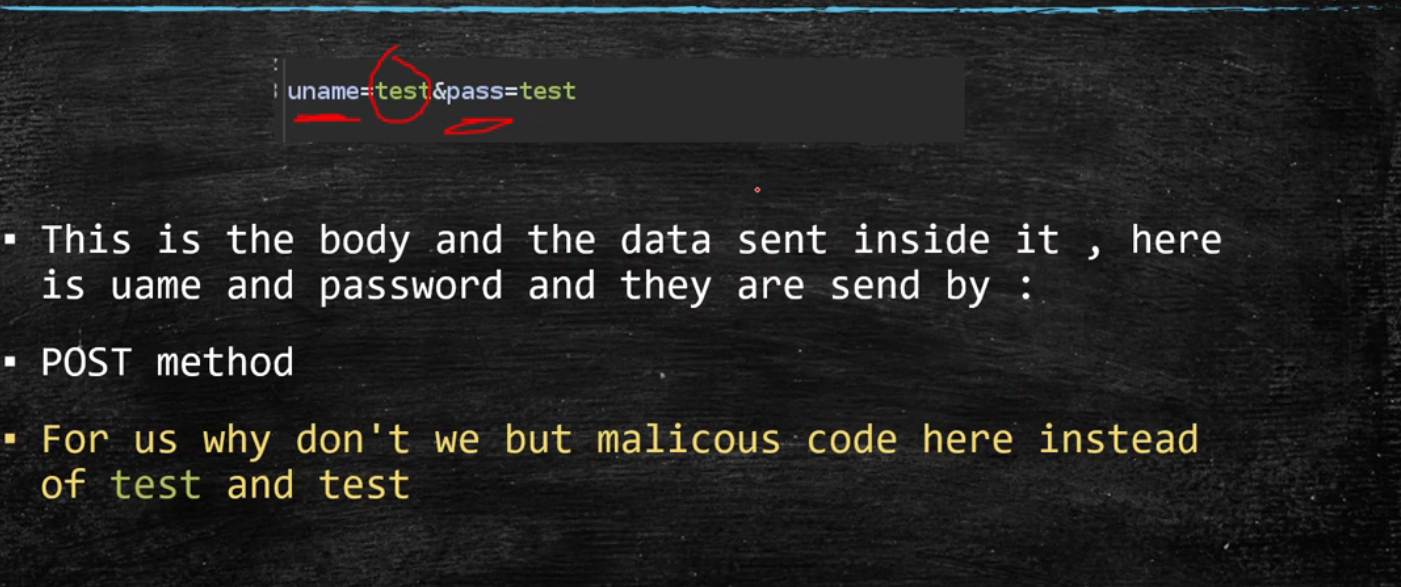 uname=test&pass=test
▪ This is the body and the data sent inside it , here
is uame and password and they are send by :
▪ POST method
▪ For us why don't we but malicous code here instead
of test and test